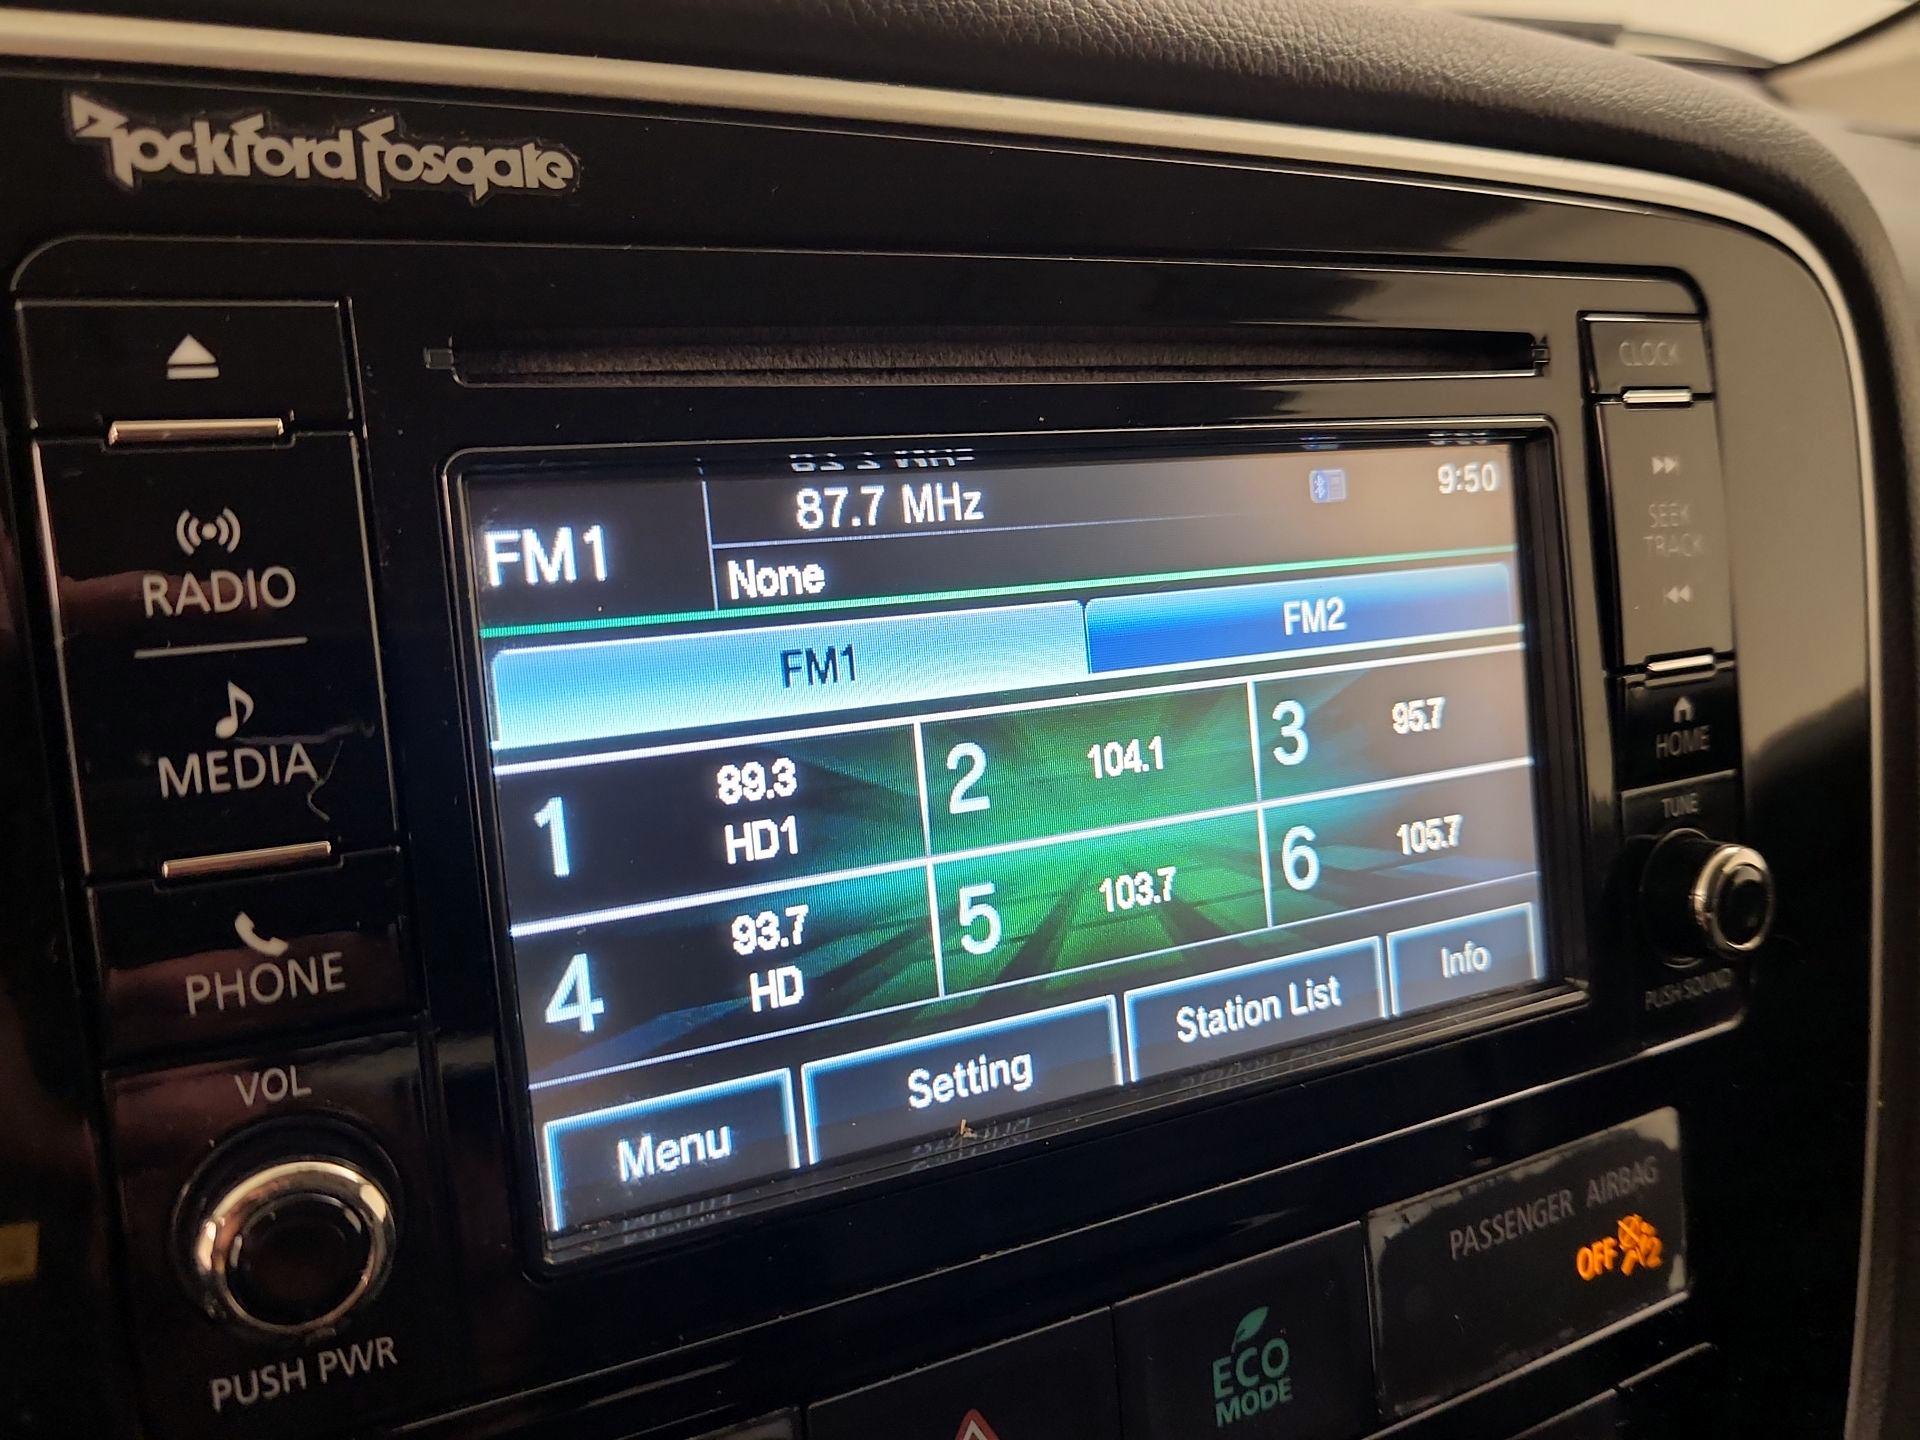 Rockford Fosgate
CLOCK
87.7 MHz
9:50
FM1
None
SEEK
TRACK
RADIO
FM1
FM2
MEDIA
HOME
1
89.3
HD1
2
104.1
3
95.7
TUNE
4
93.7
HD
5
103.7
6
105.7
PHONE
PUSH SOUND
VOL
Menu
Setting
Station List
Info
PASSENGER AIRBAG
OFF
2
PUSH PWR
ECO
MODE